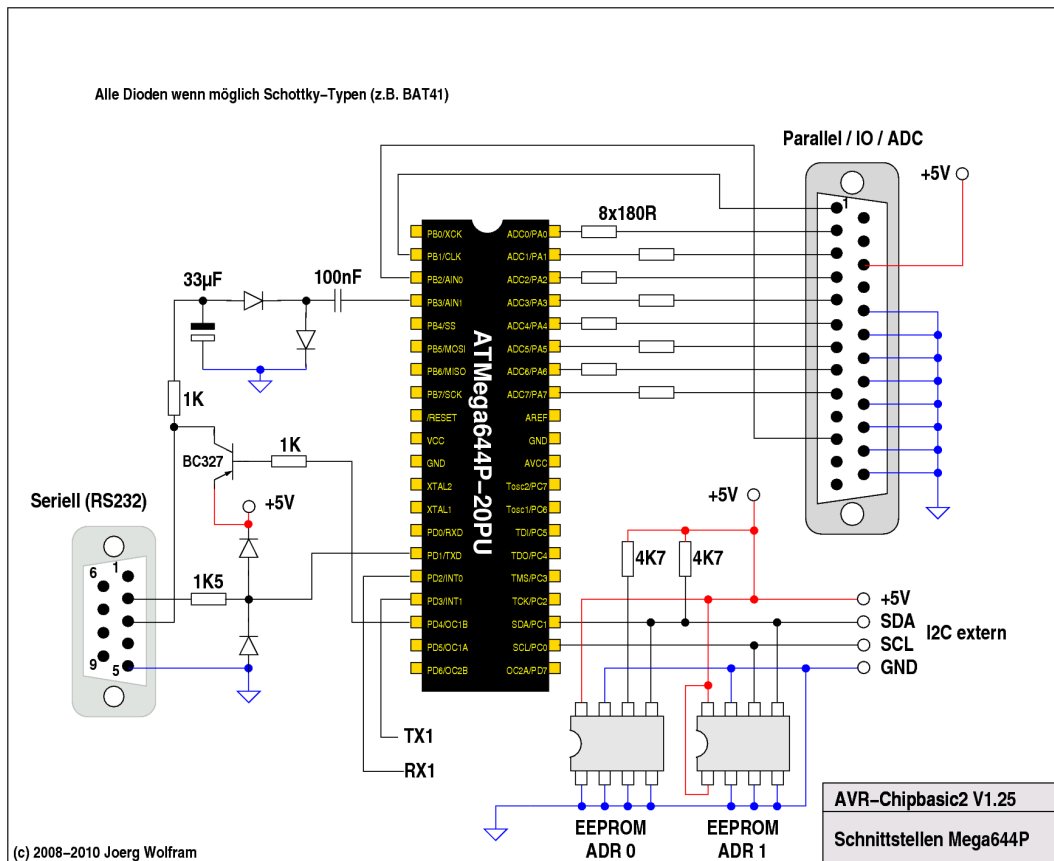 Alle Dioden wenn möglich Schottky-Typen (z.B. BAT41)
Parallel / IO / ADC
+5V
1
8x180R
33µF
100nF
PB0/XCK
PB1/CLK
PB2/AIN0
PB3/AIN1
PB4/SS
PB5/MOSI
PB6/MISO
PB7/SCK
/RESET
VCC
GND
XTAL2
XTAL1
PD0/RXD
PD1/TXD
PD2/INT0
PD3/INT1
PD4/OC1B
PD5/OC1A
PD6/OC2B
ATMega644P-20PU
ADC0/PA0
ADC1/PA1
ADC2/PA2
ADC3/PA3
ADC4/PA4
ADC5/PA5
ADC6/PA6
ADC7/PA7
AREF
GND
AVCC
Tosc2/PC7
Tosc1/PC6
TDI/PC5
TDO/PC4
TMS/PC3
TCK/PC2
SDA/PC1
SCL/PC0
OC2A/PD7
1K
BC327
1K
Seriell (RS232)
+5V
6
1
9
5
1K5
+5V
4K7
4K7
+5V
SDA
SCL
GND
I2C extern
TX1
RX1
EEPROM
ADR 0
EEPROM
ADR 1
AVR-Chipbasic2 V1.25
Schnittstellen Mega644P
(c) 2008-2010 Joerg Wolfram